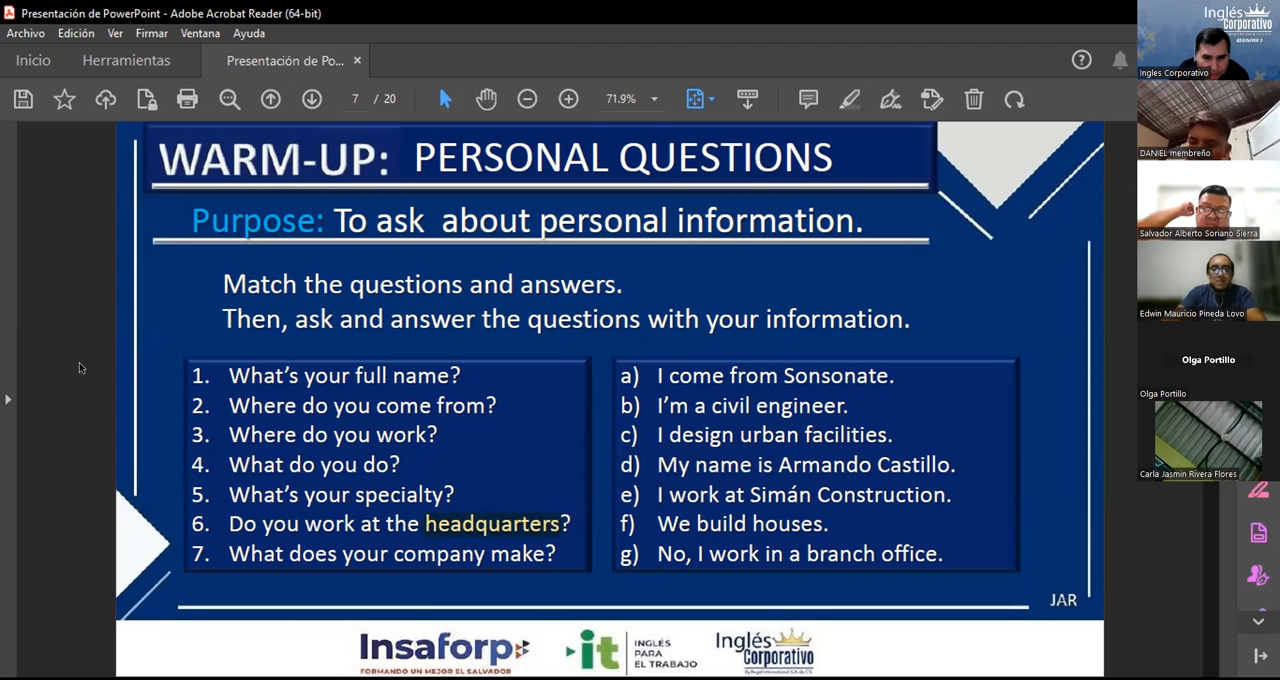 Presentación de PowerPoint - Adobe Acrobat Reader (64-bit)
Archivo Edición Ver Firmar Ventana Ayuda
Inicio Herramientas Presentación de Po... ×
7 / 20 71.9%
WARM-UP: PERSONAL QUESTIONS
Purpose: To ask about personal information.
Match the questions and answers.
Then, ask and answer the questions with your information.
1. What's your full name?
2. Where do you come from?
3. Where do you work?
4. What do you do?
5. What's your specialty?
6. Do you work at the headquarters?
7. What does your company make?
a) I come from Sonsonate.
b) I'm a civil engineer.
c) I design urban facilities.
d) My name is Armando Castillo.
e) I work at Simán Construction.
f) We build houses.
g) No, I work in a branch office.
JAR
Insaforp
FORMANDO UN MEJOR EL SALVADOR
it INGLÉS
PARA
EL TRABAJO
Inglés
Corporativo
Inglés
Corporativo
BEGINNER 3
Ingles Corporativo
DANIEL membreño
Salvador Alberto Soriano Sierra
Edwin Mauricio Pineda Lovo
Olga Portillo
Olga Portillo
Carla Jasmin Rivera Flores